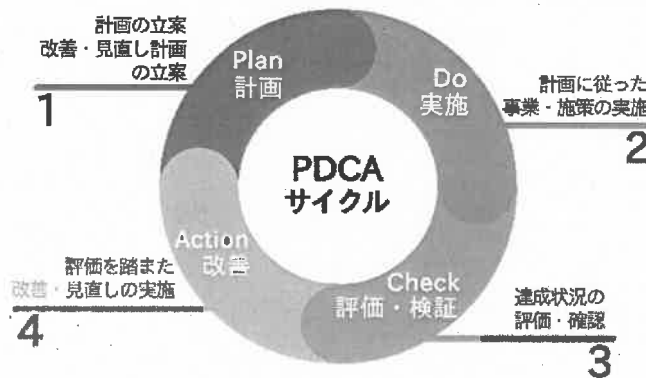 計画の立案
改善・見直し計画
の立案
1
Plan
計画
Do
実施
計画に従った
事業・施策の実施
2
PDCA
サイクル
Action
改善
評価を踏また
改善・見直しの実施
4
Check
評価・検証
達成状況の
評価・確認
3